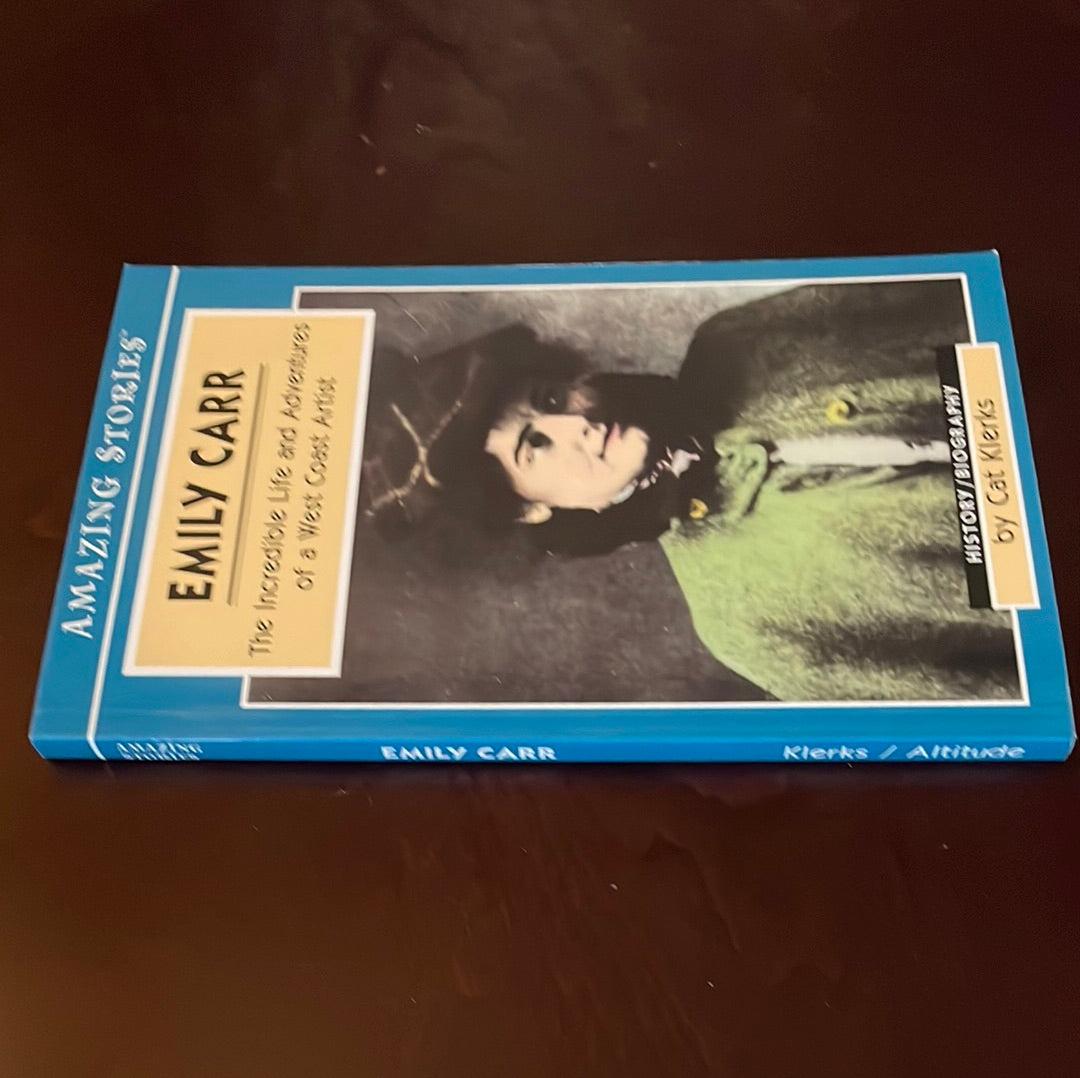 AMAZING STORIES™
EMILY CARR
The Incredible Life and Adventures
of a West Coast Artist
HISTORY/BIOGRAPHY
by Cat Klerks
AMAZING
STORIES
EMILY CARR
Klerks / Altitude